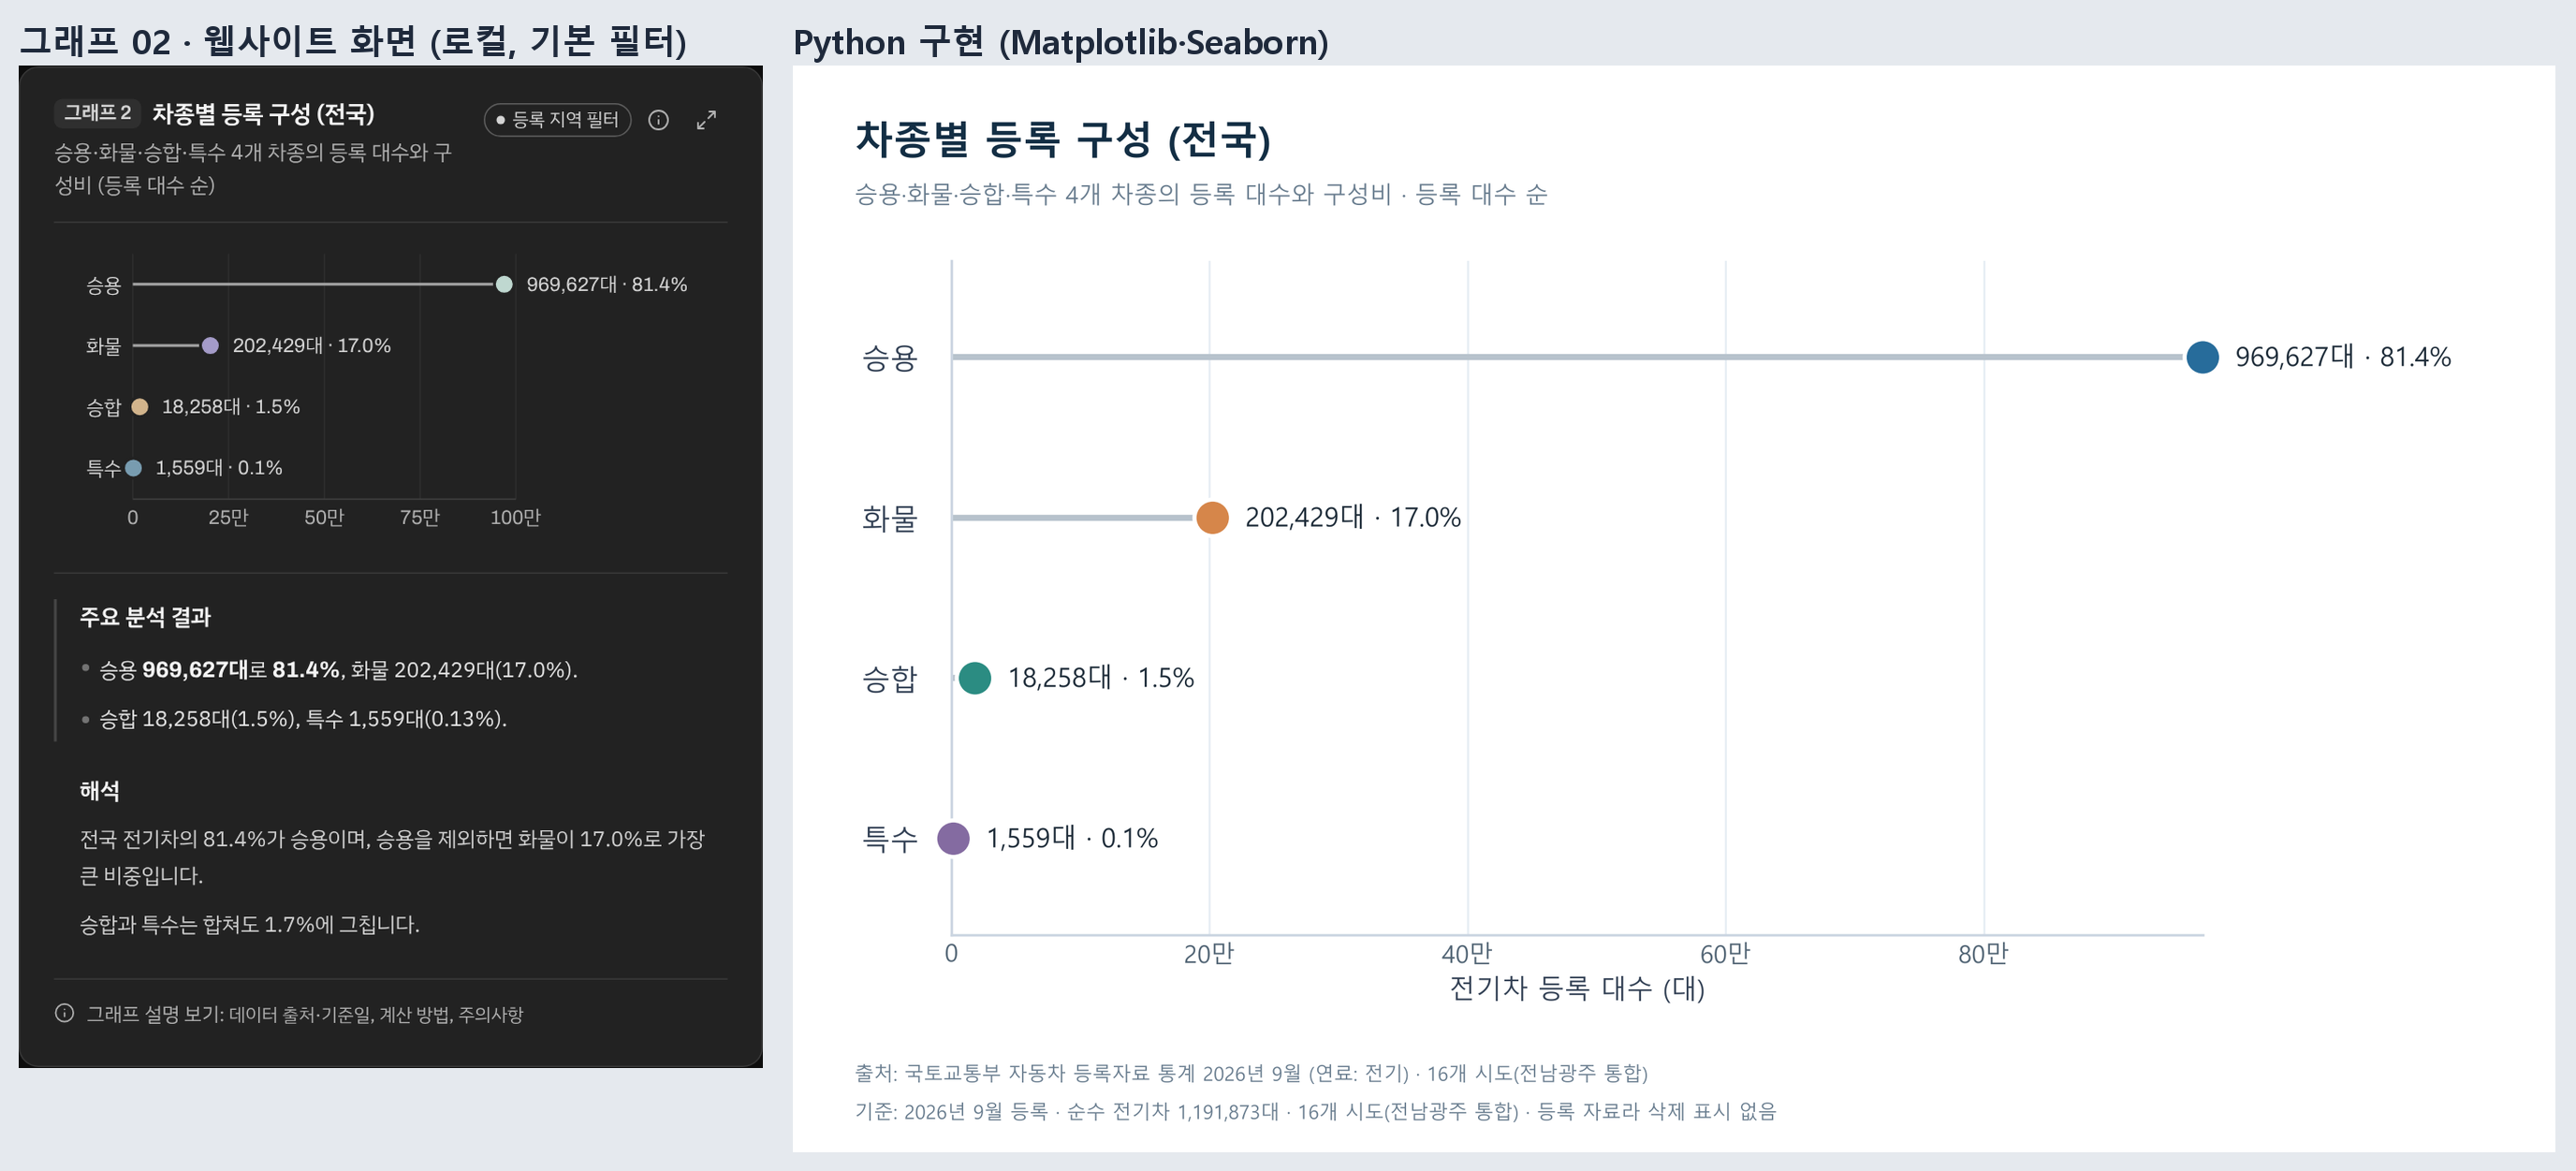 그래프 02 · 웹사이트 화면 (로컬, 기본 필터)
그래프 2 차종별 등록 구성 (전국)
등록 지역 필터
승용·화물·승합·특수 4개 차종의 등록 대수와 구
성비 (등록 대수 순)
승용 969,627대 · 81.4%
화물 202,429대 · 17.0%
승합 18,258대 · 1.5%
특수 1,559대 · 0.1%
0 25만 50만 75만 100만
주요 분석 결과
승용 969,627대로 81.4%, 화물 202,429대(17.0%).
승합 18,258대(1.5%), 특수 1,559대(0.13%).
해석
전국 전기차의 81.4%가 승용이며, 승용을 제외하면 화물이 17.0%로 가장
큰 비중입니다.
승합과 특수는 합쳐도 1.7%에 그칩니다.
그래프 설명 보기: 데이터 출처·기준일, 계산 방법, 주의사항
Python 구현 (Matplotlib·Seaborn)
차종별 등록 구성 (전국)
승용·화물·승합·특수 4개 차종의 등록 대수와 구성비 · 등록 대수 순
승용 969,627대 · 81.4%
화물 202,429대 · 17.0%
승합 18,258대 · 1.5%
특수 1,559대 · 0.1%
0 20만 40만 60만 80만
전기차 등록 대수 (대)
출처: 국토교통부 자동차 등록자료 통계 2026년 9월 (연료: 전기) · 16개 시도(전남광주 통합)
기준: 2026년 9월 등록 · 순수 전기차 1,191,873대 · 16개 시도(전남광주 통합) · 등록 자료라 삭제 표시 없음